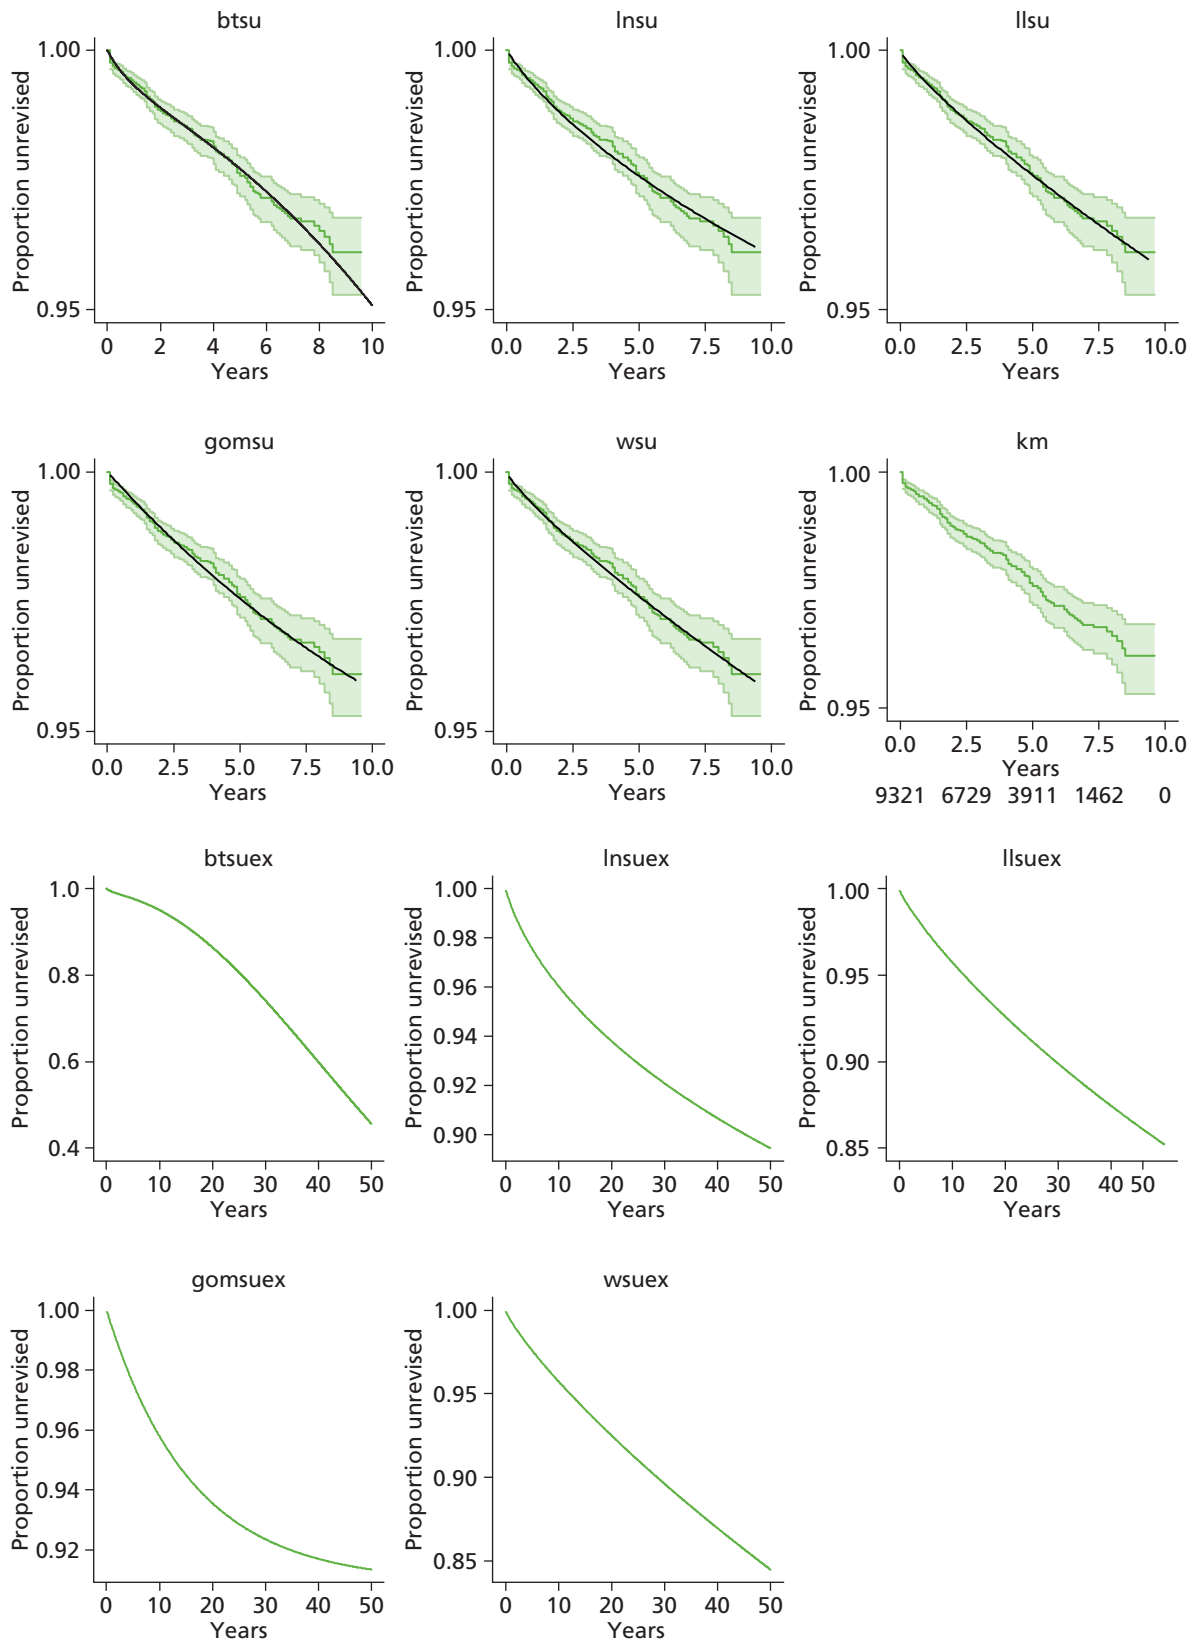 btsu
lnsu
llsu
Proportion unrevised
1.00
0.95
0 2 4 6 8 10
Years
Proportion unrevised
1.00
0.95
0.0 2.5 5.0 7.5 10.0
Years
Proportion unrevised
1.00
0.95
0.0 2.5 5.0 7.5 10.0
Years
gomsu
wsu
km
Proportion unrevised
1.00
0.95
0.0 2.5 5.0 7.5 10.0
Years
Proportion unrevised
1.00
0.95
0.0 2.5 5.0 7.5 10.0
Years
Proportion unrevised
1.00
0.95
0.0 2.5 5.0 7.5 10.0
Years
9321 6729 3911 1462 0
btsuex
lnsuex
llsuex
Proportion unrevised
1.0
0.8
0.6
0.4
0 10 20 30 40 50
Years
Proportion unrevised
1.00
0.98
0.96
0.94
0.92
0.90
0 10 20 30 40 50
Years
Proportion unrevised
1.00
0.95
0.90
0.85
0 10 20 30 40 50
Years
gomsuex
wsuex
Proportion unrevised
1.00
0.98
0.96
0.94
0.92
0 10 20 30 40 50
Years
Proportion unrevised
1.00
0.95
0.90
0.85
0 10 20 30 40 50
Years